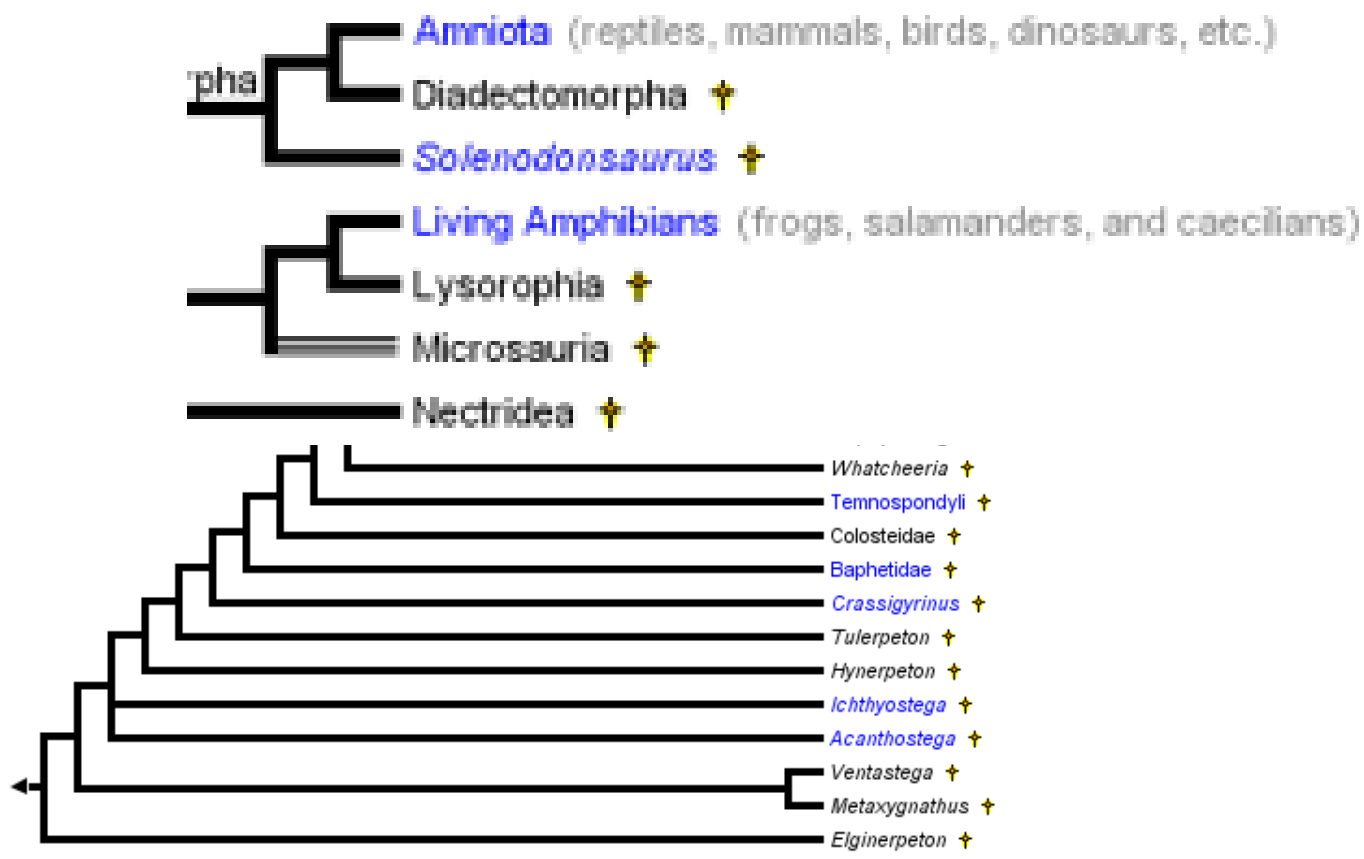 Amniota (reptiles, mammals, birds, dinosaurs, etc.)
rpha
Diadectomorpha
Solenodonsaurus
Living Amphibians (frogs, salamanders, and caecilians)
Lysorophia
Microsauria
Nectridea
Whatcheeria
Temnospondyli
Colosteidae
Baphetidae
Crassigyrinus
Tulerpeton
Hynerpeton
Ichthyostega
Acanthostega
Ventastega
Metaxygnathus
Elginerpeton